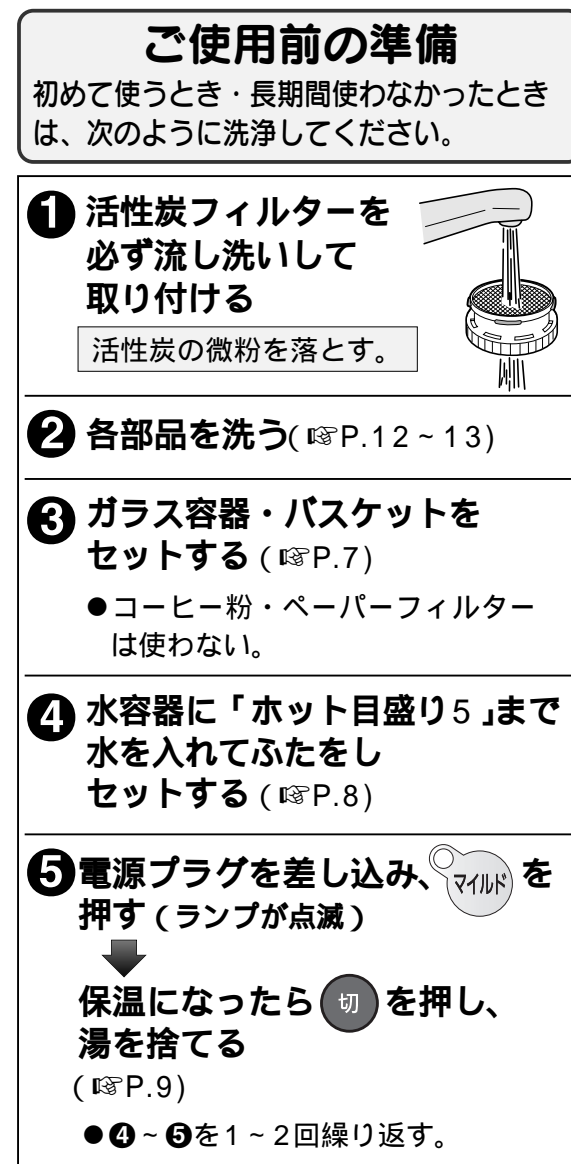 ご使用前の準備
初めて使うとき・長期間使わなかったとき
は、次のように洗浄してください。
❶ 活性炭フィルターを
必ず流し洗いして
取り付ける
活性炭の微粉を落とす。
❷ 各部品を洗う(☞P.12~13)
❸ ガラス容器・バスケットを
セットする(☞P.7)
●コーヒー粉・ペーパーフィルター
は使わない。
❹ 水容器に「ホット目盛り5」まで
水を入れてふたをし
セットする(☞P.8)
❺ 電源プラグを差し込み、マイルドを
押す(ランプが点滅)
保温になったら切を押し、
湯を捨てる
(☞P.9)
●❹~❺を1~2回繰り返す。